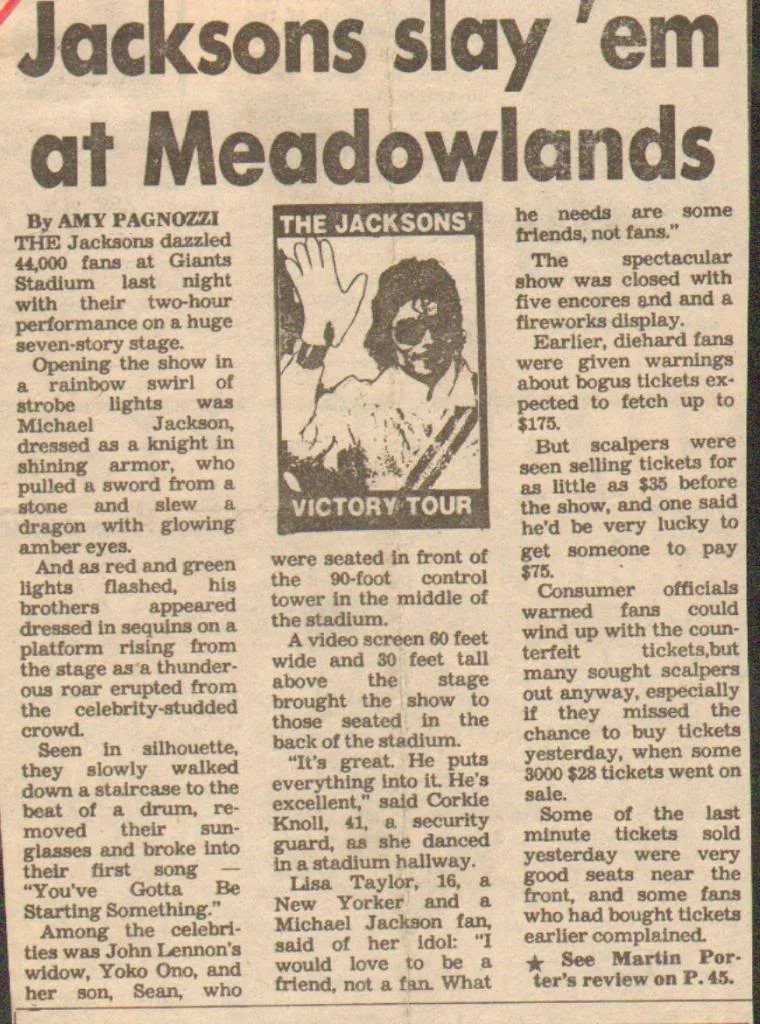 Jacksons slay 'em
at Meadowlands
By AMY PAGNOZZI
THE Jacksons dazzled
44,000 fans at Giants
Stadium last night
with their two-hour
performance on a huge
seven-story stage.
Opening the show in
a rainbow swirl of
strobe lights was
Michael Jackson,
dressed as a knight in
shining armor, who
pulled a sword from a
stone and slew a
dragon with glowing
amber eyes.
And as red and green
lights flashed, his
brothers appeared
dressed in sequins on a
platform rising from
the stage as a thunder-
ous roar erupted from
the celebrity-studded
crowd.
Seen in silhouette,
they slowly walked
down a staircase to the
beat of a drum, re-
moved their sun-
glasses and broke into
their first song —
"You've Gotta Be
Starting Something."
Among the celebri-
ties was John Lennon's
widow, Yoko Ono, and
her son, Sean, who
THE JACKSONS'
VICTORY TOUR
were seated in front of
the 90-foot control
tower in the middle of
the stadium.
A video screen 60 feet
wide and 30 feet tall
above the stage
brought the show to
those seated in the
back of the stadium.
"It's great. He puts
everything into it. He's
excellent," said Corkie
Knoll, 41, a security
guard, as she danced
in a stadium hallway.
Lisa Taylor, 16, a
New Yorker and a
Michael Jackson fan,
said of her idol: "I
would love to be a
friend, not a fan. What
he needs are some
friends, not fans."
The spectacular
show was closed with
five encores and and a
fireworks display.
Earlier, diehard fans
were given warnings
about bogus tickets ex-
pected to fetch up to
$175.
But scalpers were
seen selling tickets for
as little as $35 before
the show, and one said
he'd be very lucky to
get someone to pay
$75.
Consumer officials
warned fans could
wind up with the coun-
terfeit tickets,but
many sought scalpers
out anyway, especially
if they missed the
chance to buy tickets
yesterday, when some
3000 $28 tickets went on
sale.
Some of the last
minute tickets sold
yesterday were very
good seats near the
front, and some fans
who had bought tickets
earlier complained.
★ See Martin Por-
ter's review on P. 45.